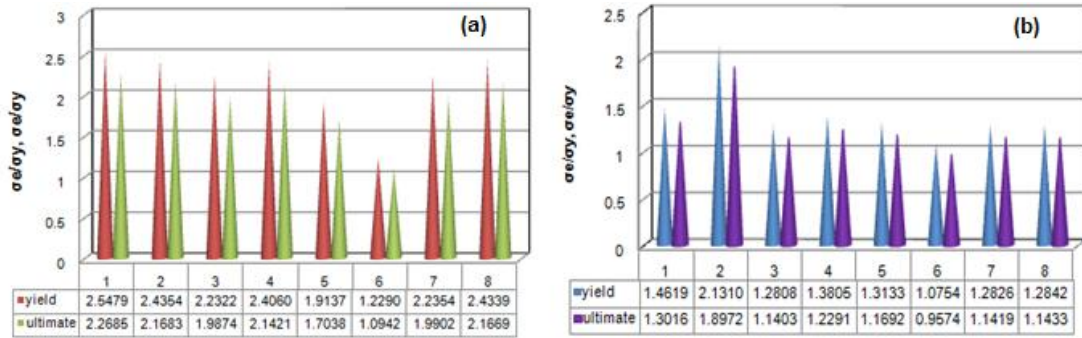 (a)
σe/σy, σe/σy
3
2.5
2
1.5
1
0.5
0
1 2 3 4 5 6 7 8
yield 2.5479 2.4354 2.2322 2.4060 1.9137 1.2290 2.2354 2.4339
ultimate 2.2685 2.1683 1.9874 2.1421 1.7038 1.0942 1.9902 2.1669
(b)
σe/σy, σe/σy
2.5
2
1.5
1
0.5
0
1 2 3 4 5 6 7 8
yield 1.4619 2.1310 1.2808 1.3805 1.3133 1.0754 1.2826 1.2842
ultimate 1.3016 1.8972 1.1403 1.2291 1.1692 0.9574 1.1419 1.1433